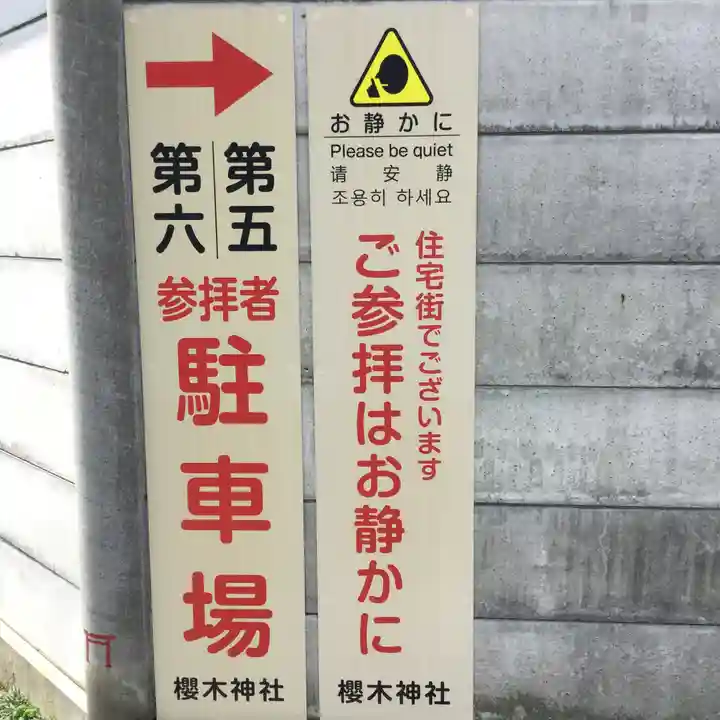 第五
第六
参拝者
駐車場
櫻木神社
お静かに
Please be quiet
请安静
조용히 하세요
住宅街でございます
ご参拝はお静かに
櫻木神社